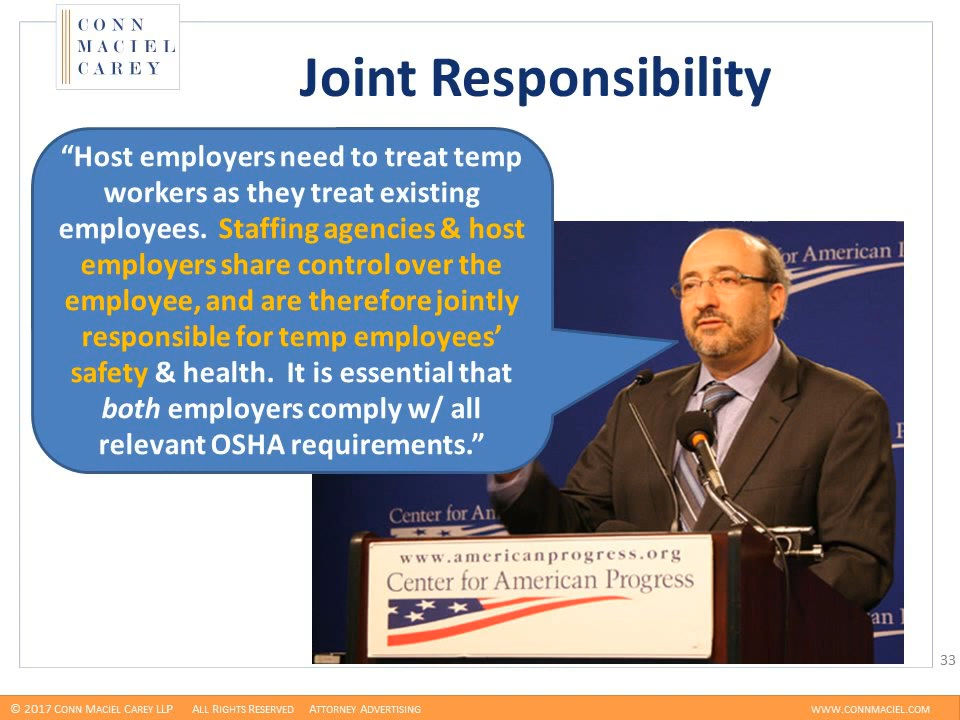 CONN
MACIEL
CAREY
Joint Responsibility
“Host employers need to treat temp
workers as they treat existing
employees. Staffing agencies & host
employers share control over the
employee, and are therefore jointly
responsible for temp employees’
safety & health. It is essential that
both employers comply w/ all
relevant OSHA requirements.”
or American
Center for An
www.americanprogress.org
Center for American Progress
an
33
© 2017 CONN MACIEL CAREY LLP ALL RIGHTS RESERVED ATTORNEY ADVERTISING WWW.CONNMACIEL.COM